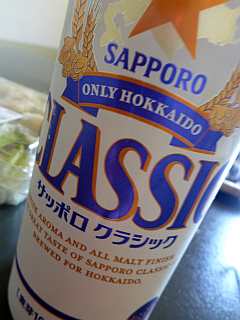 SAPPORO
ONLY HOKKAIDO
CLASSIC
サッポロ クラシック
AROMA AND ALL MALT FINISH
GREAT TASTE OF SAPPORO CLASSIC
BREWED FOR HOKKAIDO.